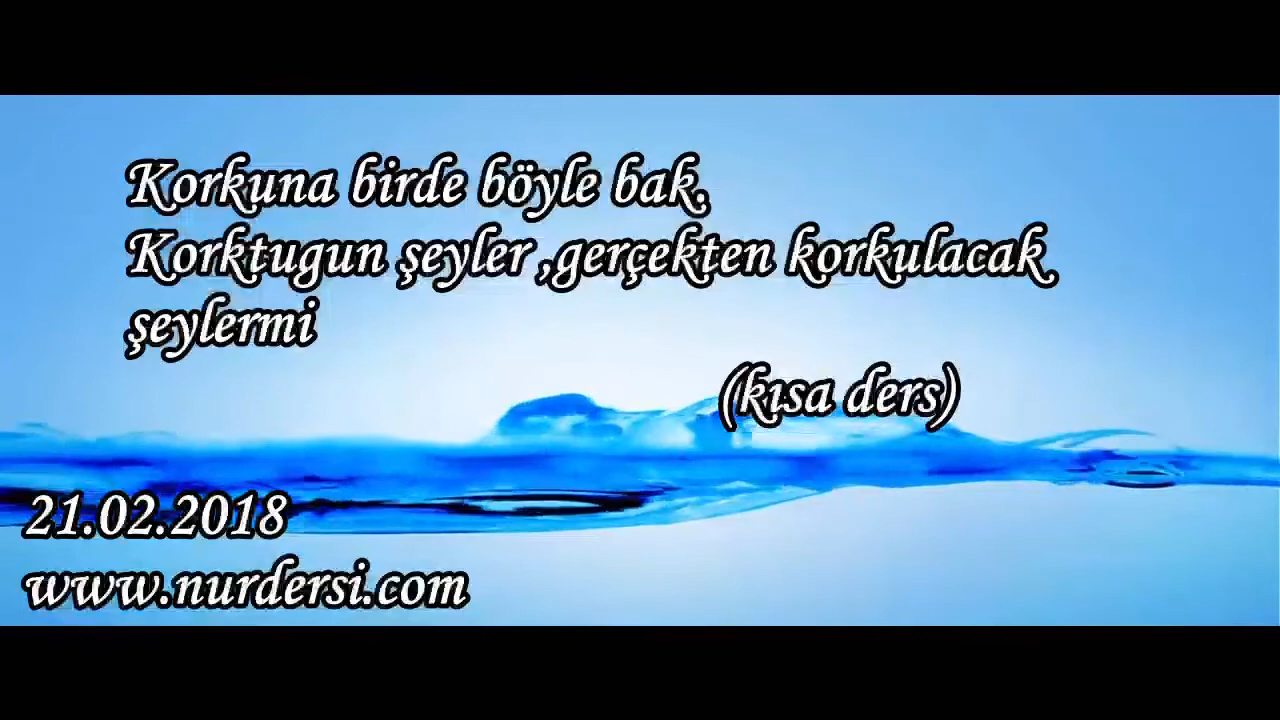 Korkuna birde böyle bak.
Korktugun şeyler ,gerçekten korkulacak
şeylermi
(kısa ders)
21.02.2018
www.nurdersi.com